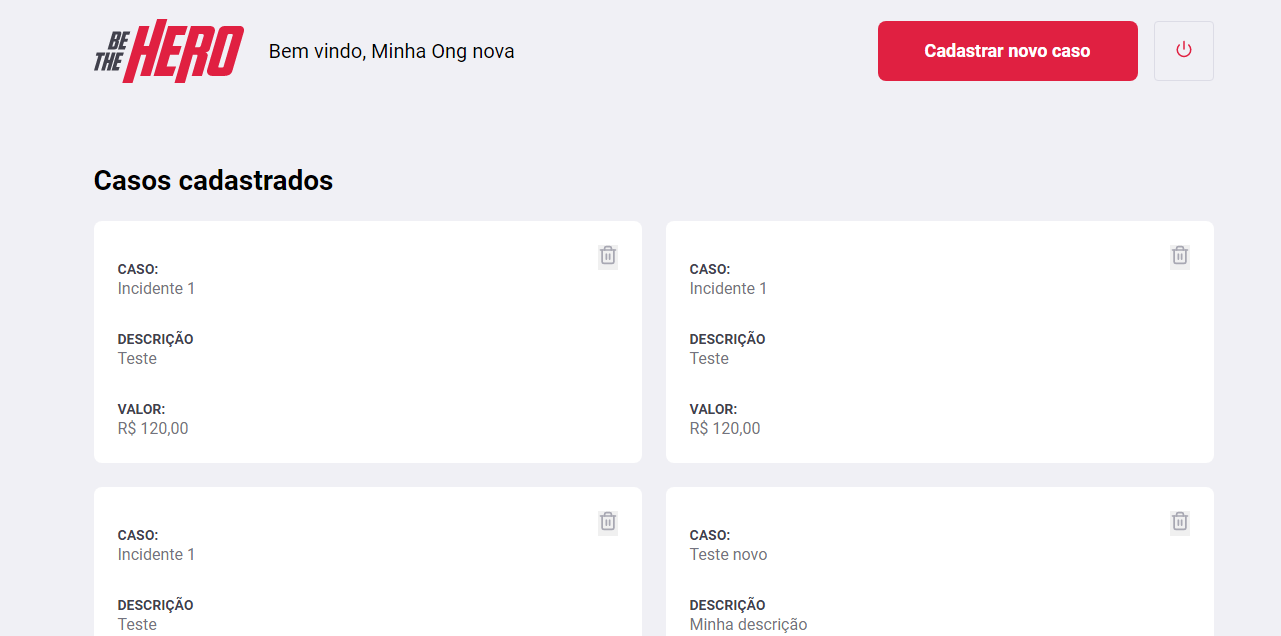 BE THE HERO
Bem vindo, Minha Ong nova
Cadastrar novo caso
Casos cadastrados
CASO:
Incidente 1
DESCRIÇÃO
Teste
VALOR:
R$ 120,00
CASO:
Incidente 1
DESCRIÇÃO
Teste
VALOR:
R$ 120,00
CASO:
Incidente 1
DESCRIÇÃO
Teste
CASO:
Teste novo
DESCRIÇÃO
Minha descrição